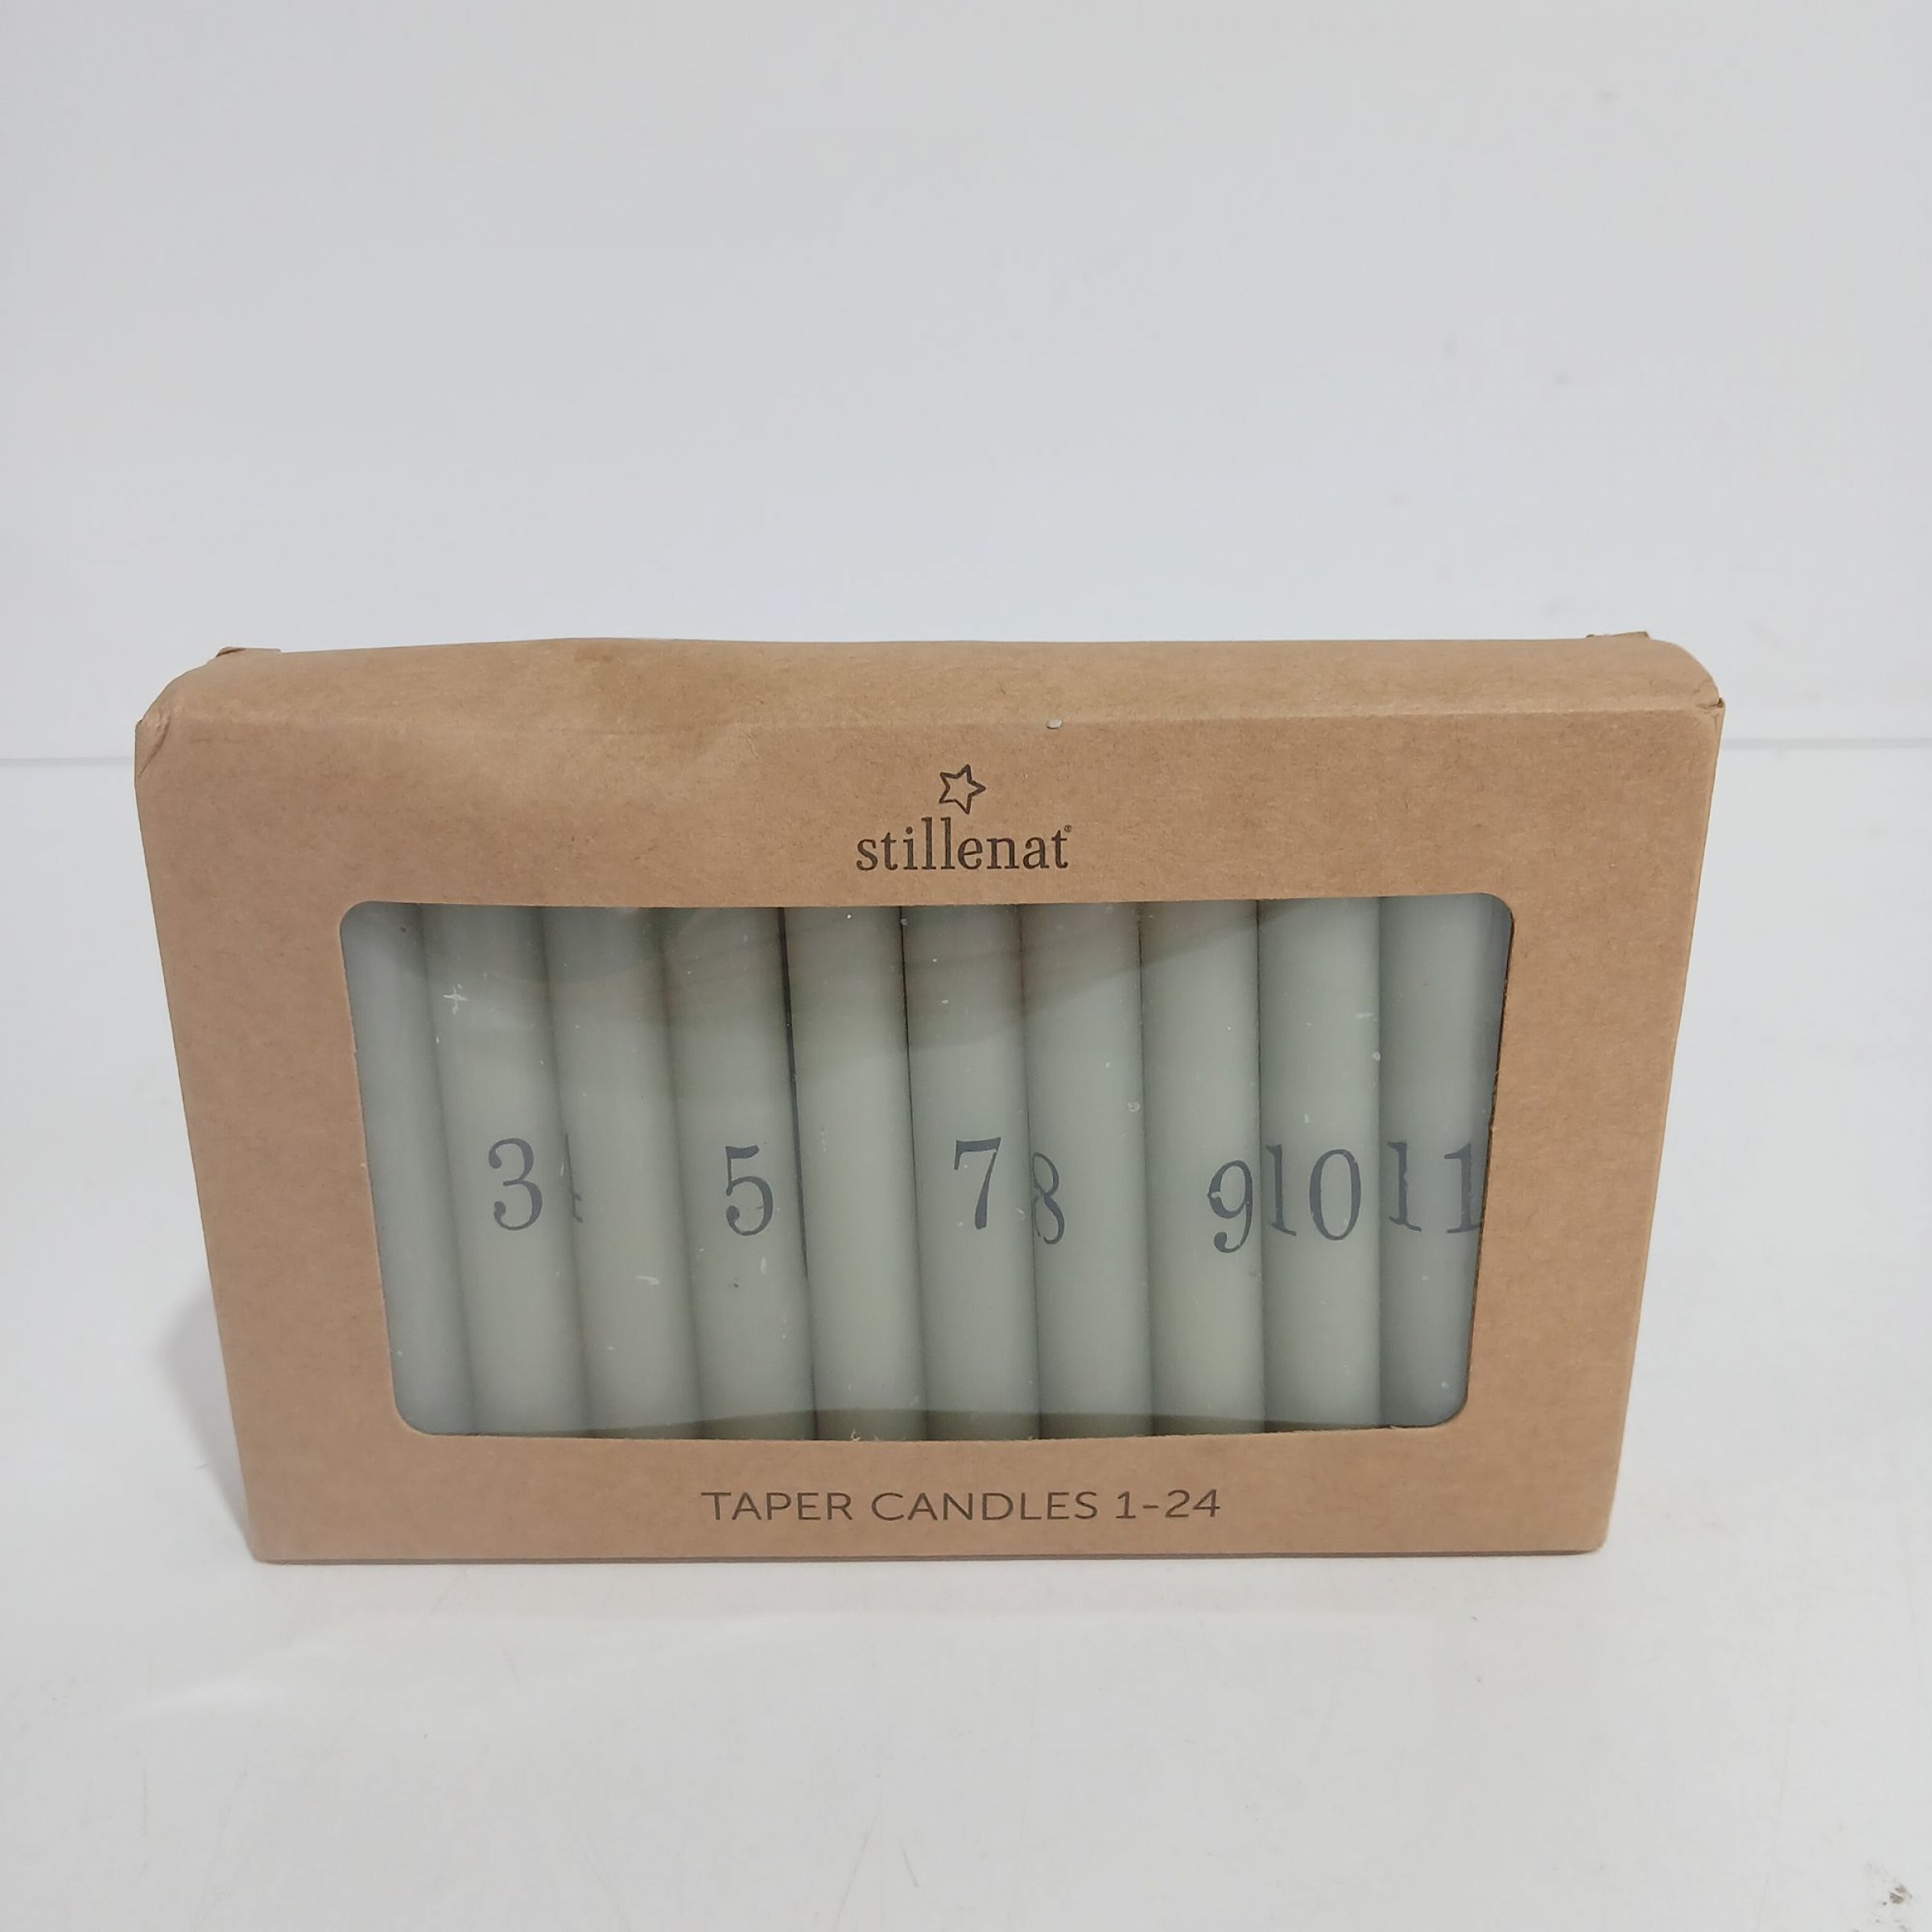 stillenat®
3 5 7 8 9 10 11
TAPER CANDLES 1-24